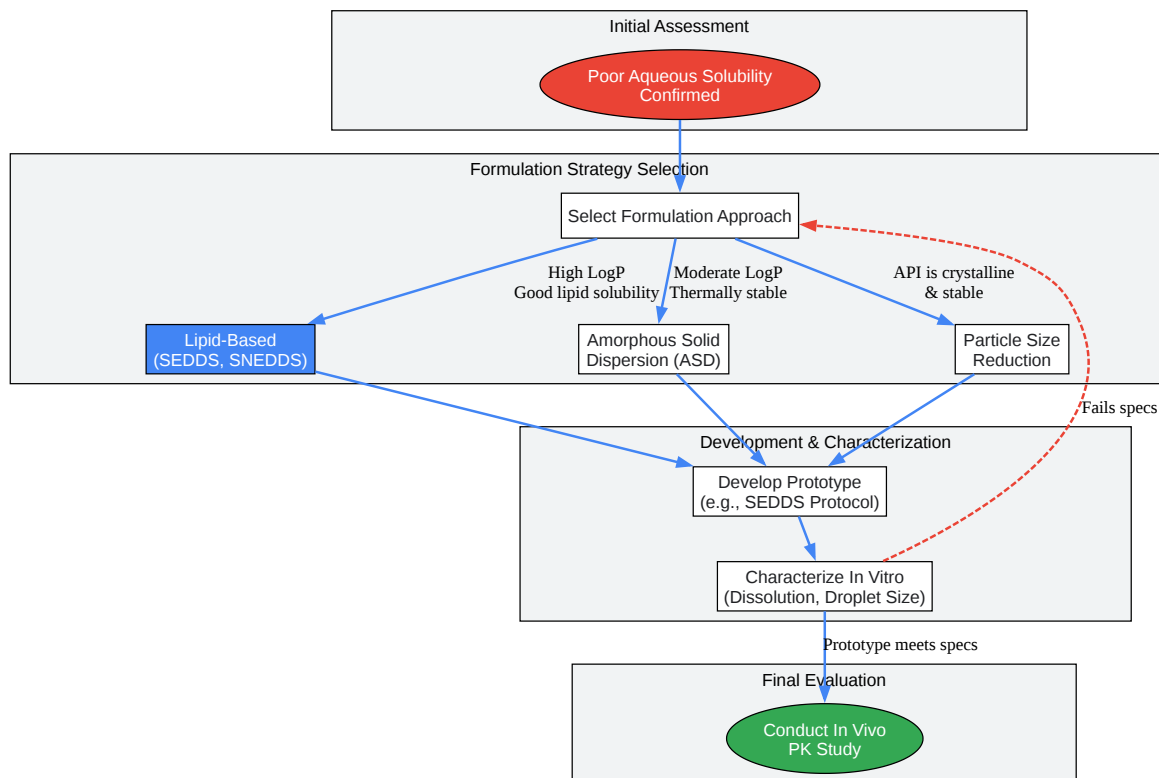 Initial Assessment
Poor Aqueous Solubility
Confirmed
Formulation Strategy Selection
Select Formulation Approach
High LogP
Good lipid solubility
Moderate LogP
Thermally stable
API is crystalline
& stable
Lipid-Based
(SEDDS, SNEDDS)
Amorphous Solid
Dispersion (ASD)
Particle Size
Reduction
Fails specs
Development & Characterization
Develop Prototype
(e.g., SEDDS Protocol)
Characterize In Vitro
(Dissolution, Droplet Size)
Prototype meets specs
Final Evaluation
Conduct In Vivo
PK Study